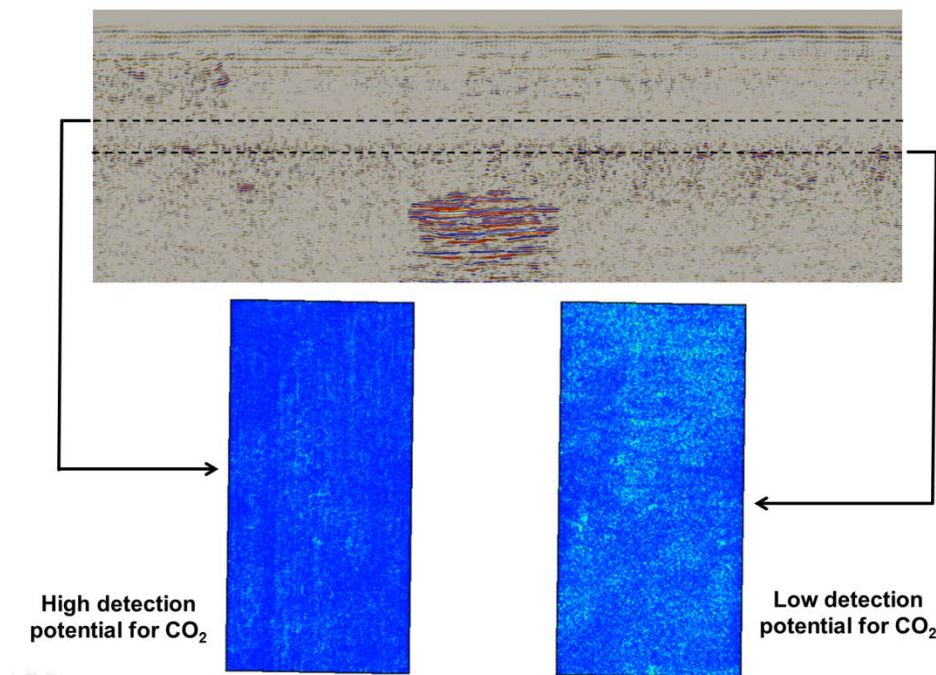 High detection
potential for CO₂
Low detection
potential for CO₂